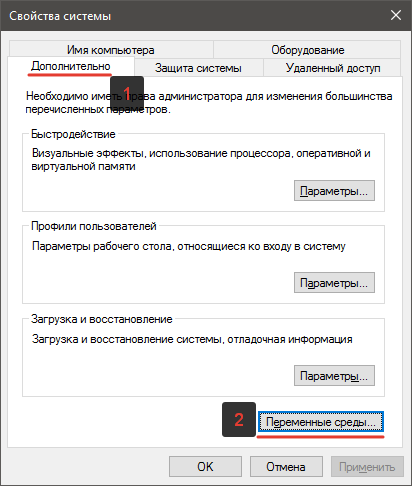 Свойства системы
Имя компьютера
Оборудование
Дополнительно
Защита системы
Удаленный доступ
1
Необходимо иметь права администратора для изменения большинства
перечисленных параметров.
Быстродействие
Визуальные эффекты, использование процессора, оперативной и
виртуальной памяти
Параметры...
Профили пользователей
Параметры рабочего стола, относящиеся ко входу в систему
Параметры...
Загрузка и восстановление
Загрузка и восстановление системы, отладочная информация
Параметры...
2
Переменные среды...
OK
Отмена
Применить